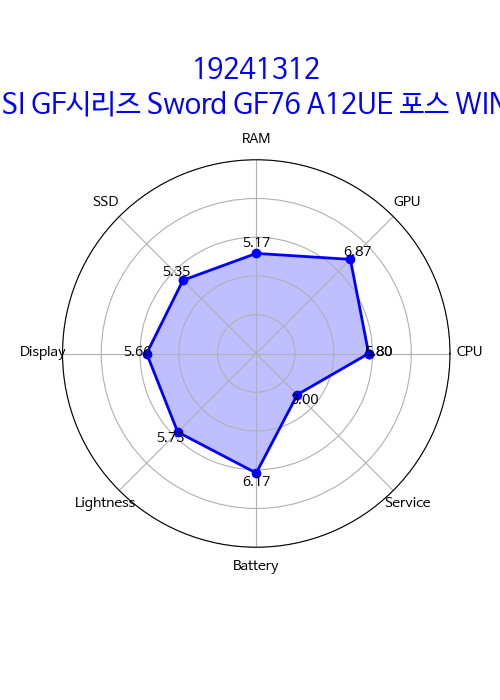 19241312
SI GF시리즈 Sword GF76 A12UE 포스 WIN
RAM
SSD
GPU
5.17
6.87
5.35
Display
5.66
5.80
CPU
3.00
5.73
6.17
Lightness
Service
Battery